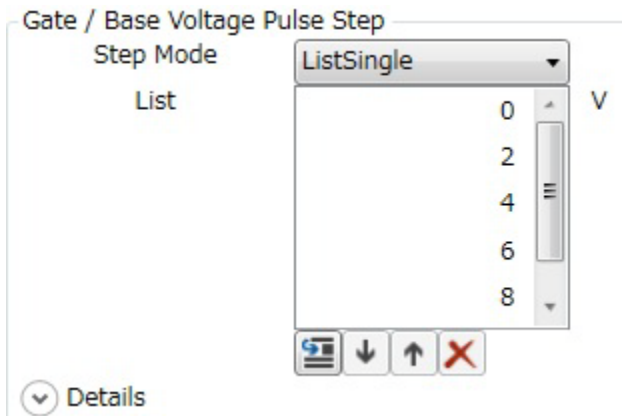 Gate / Base Voltage Pulse Step
Step Mode ListSingle
List 0 V
2
4
6
8
Details